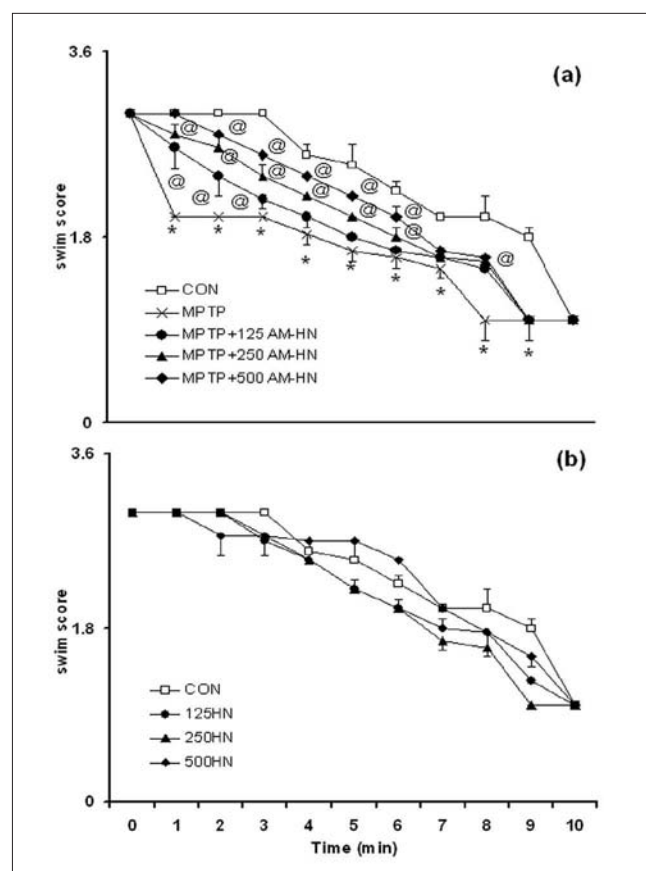 3.6
(a)
@ @ @ @ @ @ @ @ @ @ @ @ @ @ @ @
swim score
1.8
* * * * * * * * *
CON
MPTP
MPTP+125 AM-HN
MPTP+250 AM-HN
MPTP+500 AM-HN
0
3.6
(b)
swim score
1.8
CON
125HN
250HN
500HN
0
0 1 2 3 4 5 6 7 8 9 10
Time (min)